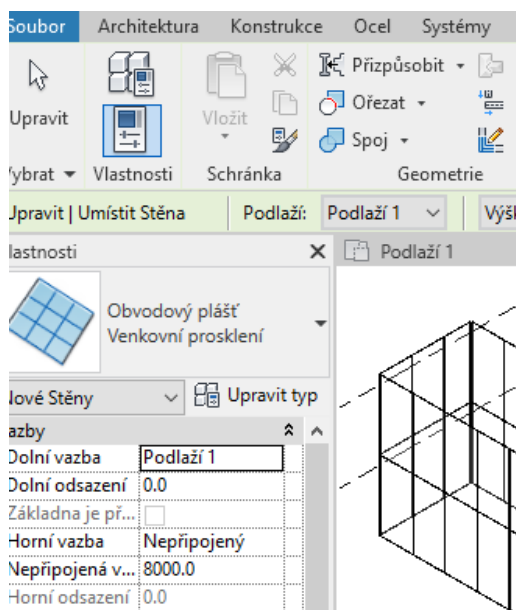 Soubor Architektura Konstrukce Ocel Systémy
Upravit
Vložit
Přizpůsobit
Ořezat
Spoj
Vybrat Vlastnosti Schránka Geometrie
Upravit | Umístit Stěna Podlaží: Podlaží 1
Vlastnosti
Podlaží 1
Obvodový plášť
Venkovní prosklení
Nové Stěny Upravit typ
Vazby
Dolní vazba Podlaží 1
Dolní odsazení 0.0
Základna je př...
Horní vazba Nepřipojený
Nepřipojená v... 8000.0
Horní odsazení 0.0